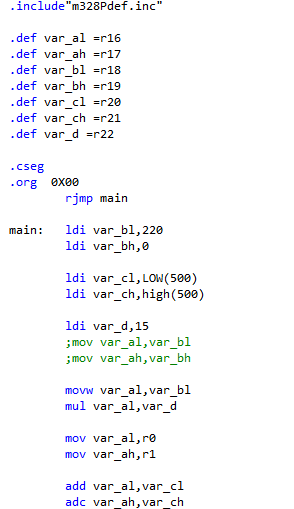 .include"m328Pdef.inc"
.def var_al =r16
.def var_ah =r17
.def var_bl =r18
.def var_bh =r19
.def var_cl =r20
.def var_ch =r21
.def var_d =r22
.cseg
.org 0X00
rjmp main
main: ldi var_bl,220
ldi var_bh,0
ldi var_cl,LOW(500)
ldi var_ch,high(500)
ldi var_d,15
;mov var_al,var_bl
;mov var_ah,var_bh
movw var_al,var_bl
mul var_al,var_d
mov var_al,r0
mov var_ah,r1
add var_al,var_cl
adc var_ah,var_ch